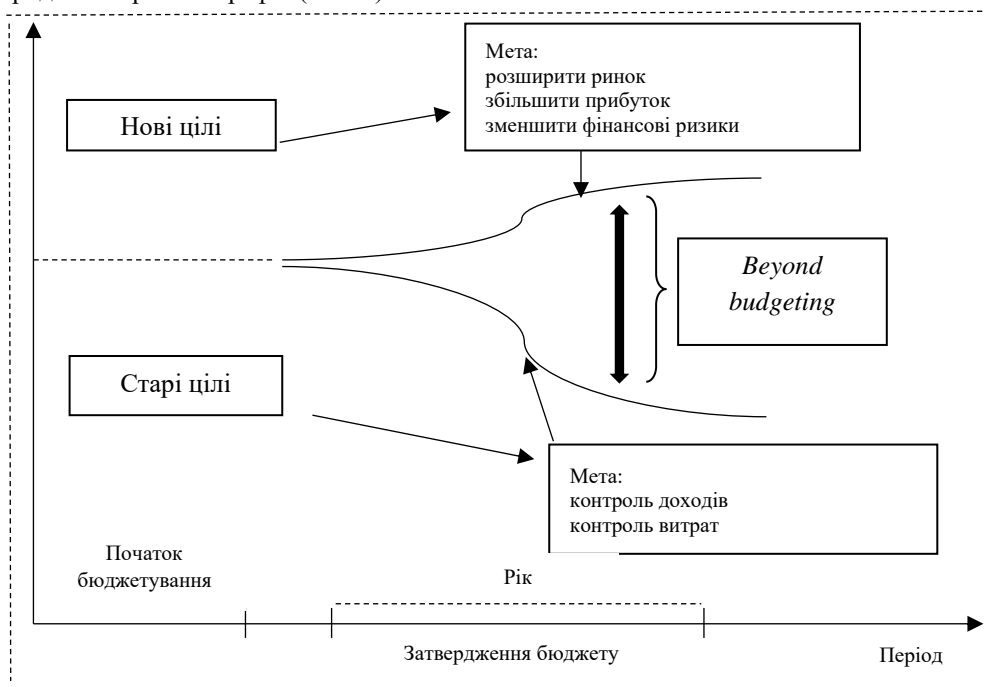 Мета:
розширити ринок
збільшити прибуток
зменшити фінансові ризики
Нові цілі
Beyond
budgeting
Старі цілі
Мета:
контроль доходів
контроль витрат
Початок
бюджетування
Рік
Затвердження бюджету
Період